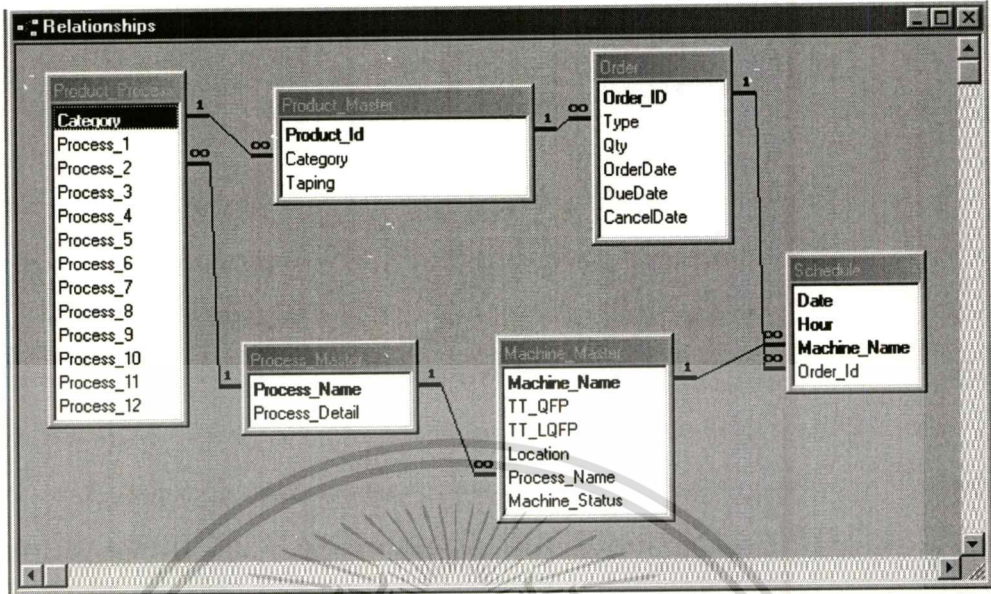 Relationships
Product_Process
Category
Process_1
Process_2
Process_3
Process_4
Process_5
Process_6
Process_7
Process_8
Process_9
Process_10
Process_11
Process_12
1
∞
∞
Product_Master
Product_Id
Category
Taping
1
∞
Order
Order_ID
Type
Qty
OrderDate
DueDate
CancelDate
1
Process_Master
Process_Name
Process_Detail
1
1
∞
Machine_Master
Machine_Name
TT_QFP
TT_LQFP
Location
Process_Name
Machine_Status
1
∞
∞
Schedule
Date
Hour
Machine_Name
Order_Id